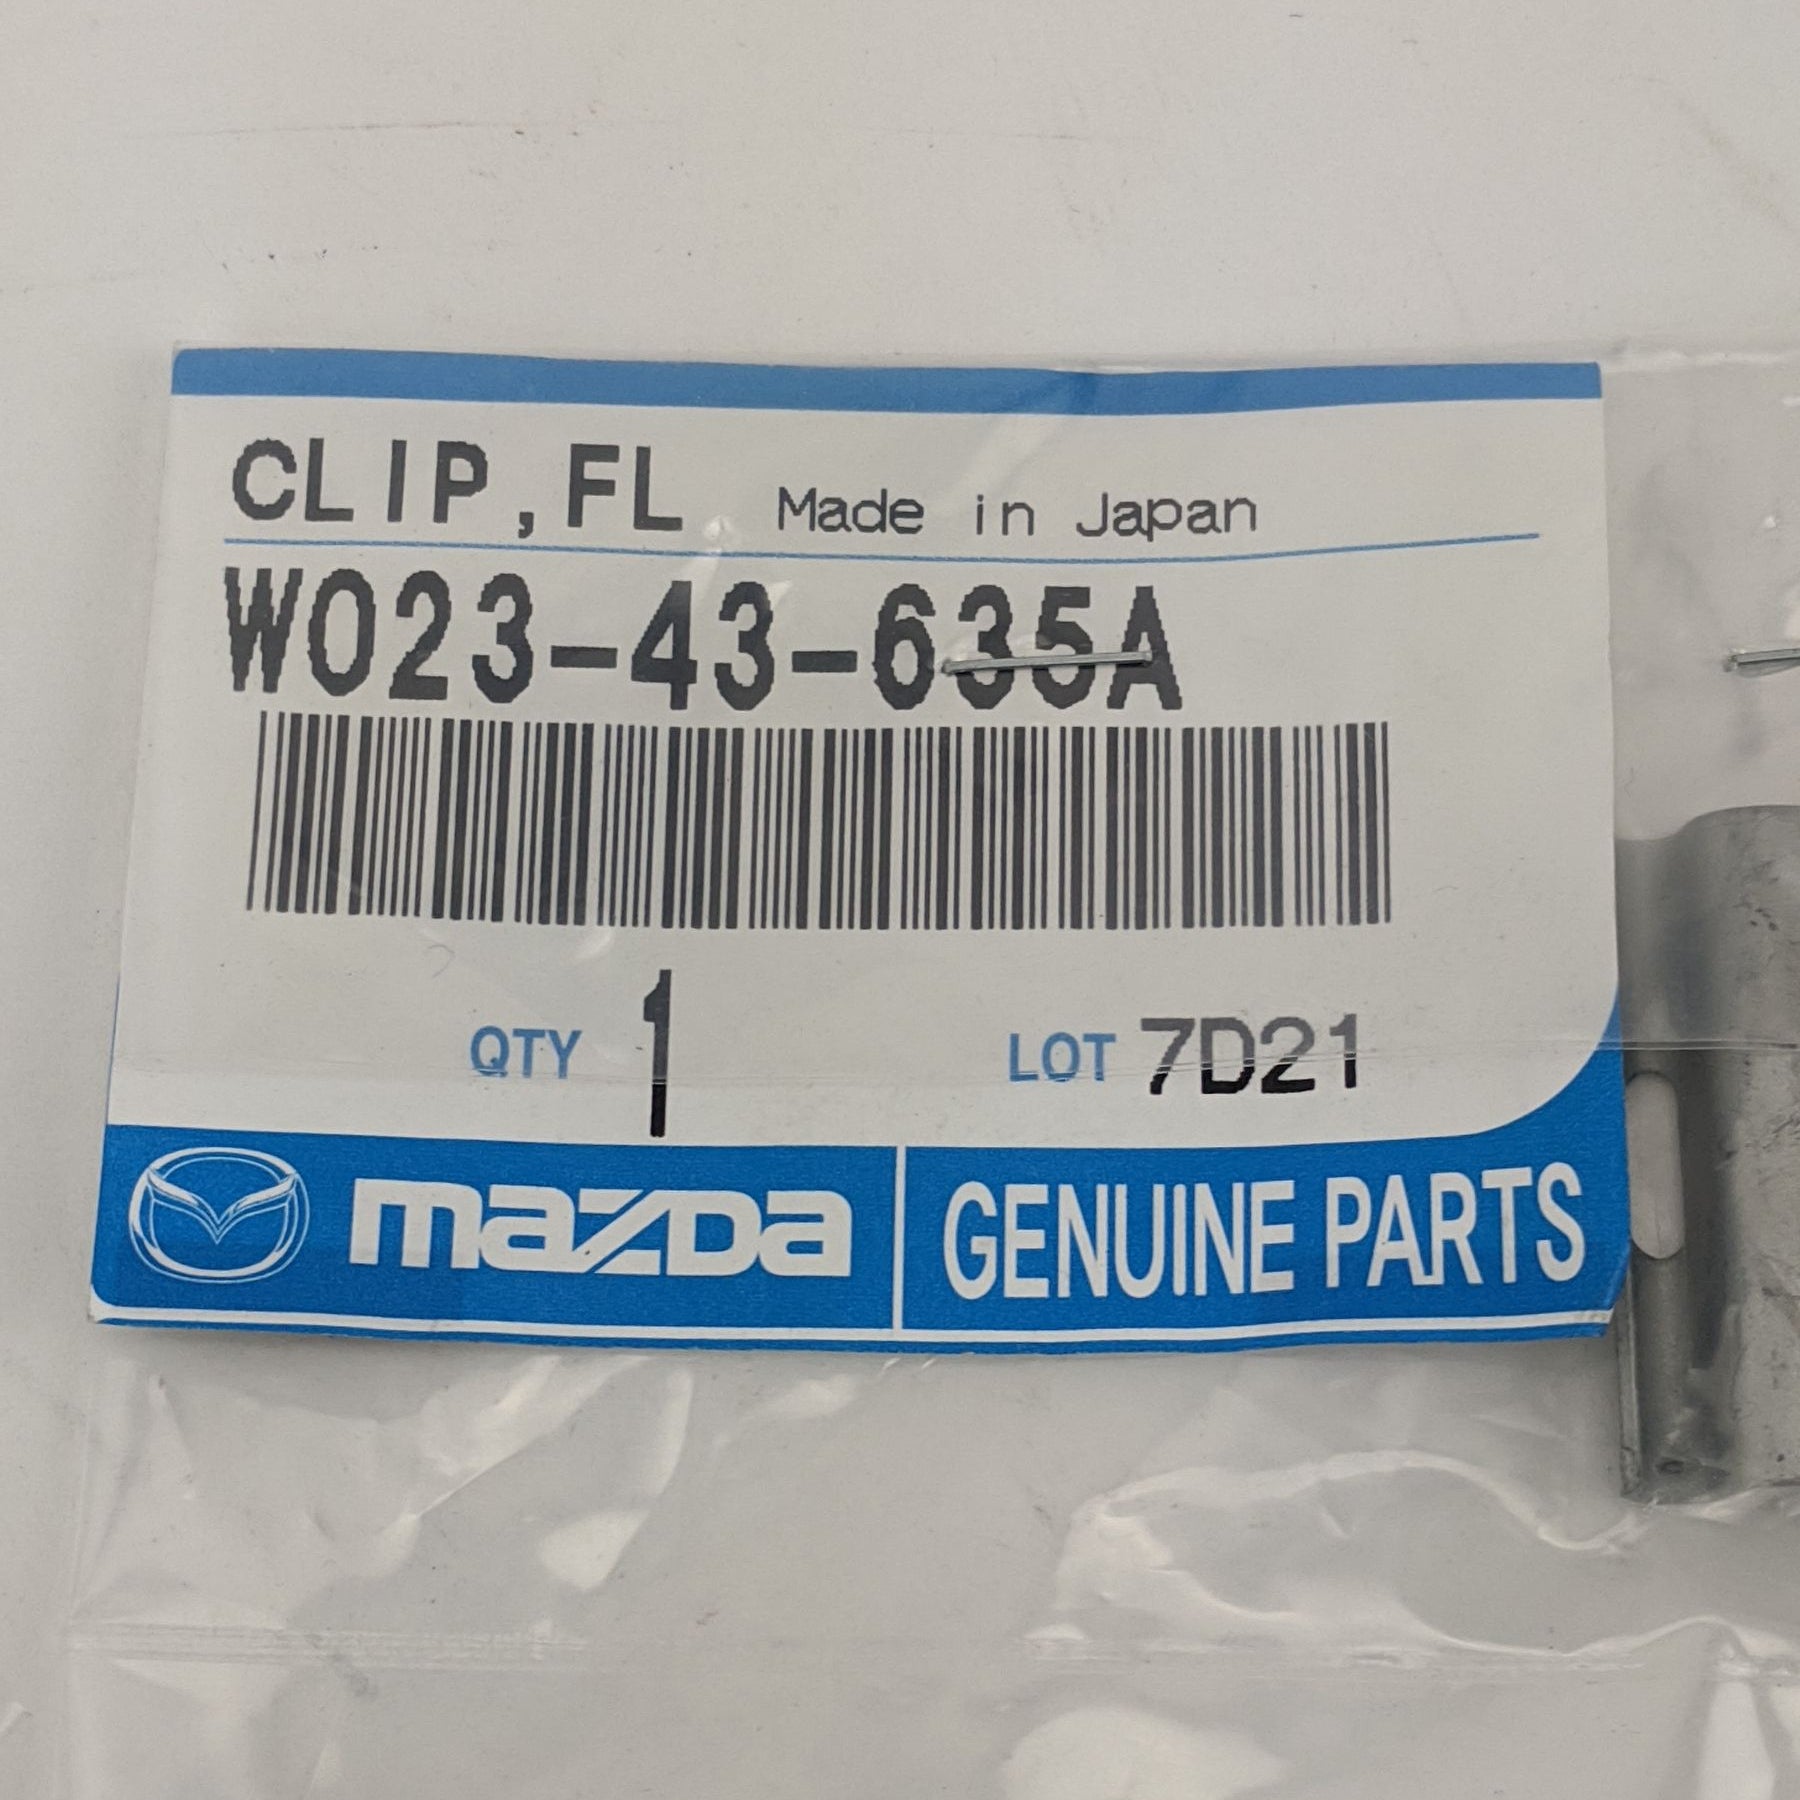 CLIP,FL Made in Japan
W023-43-635A
QTY 1 LOT 7D21
mazda GENUINE PARTS